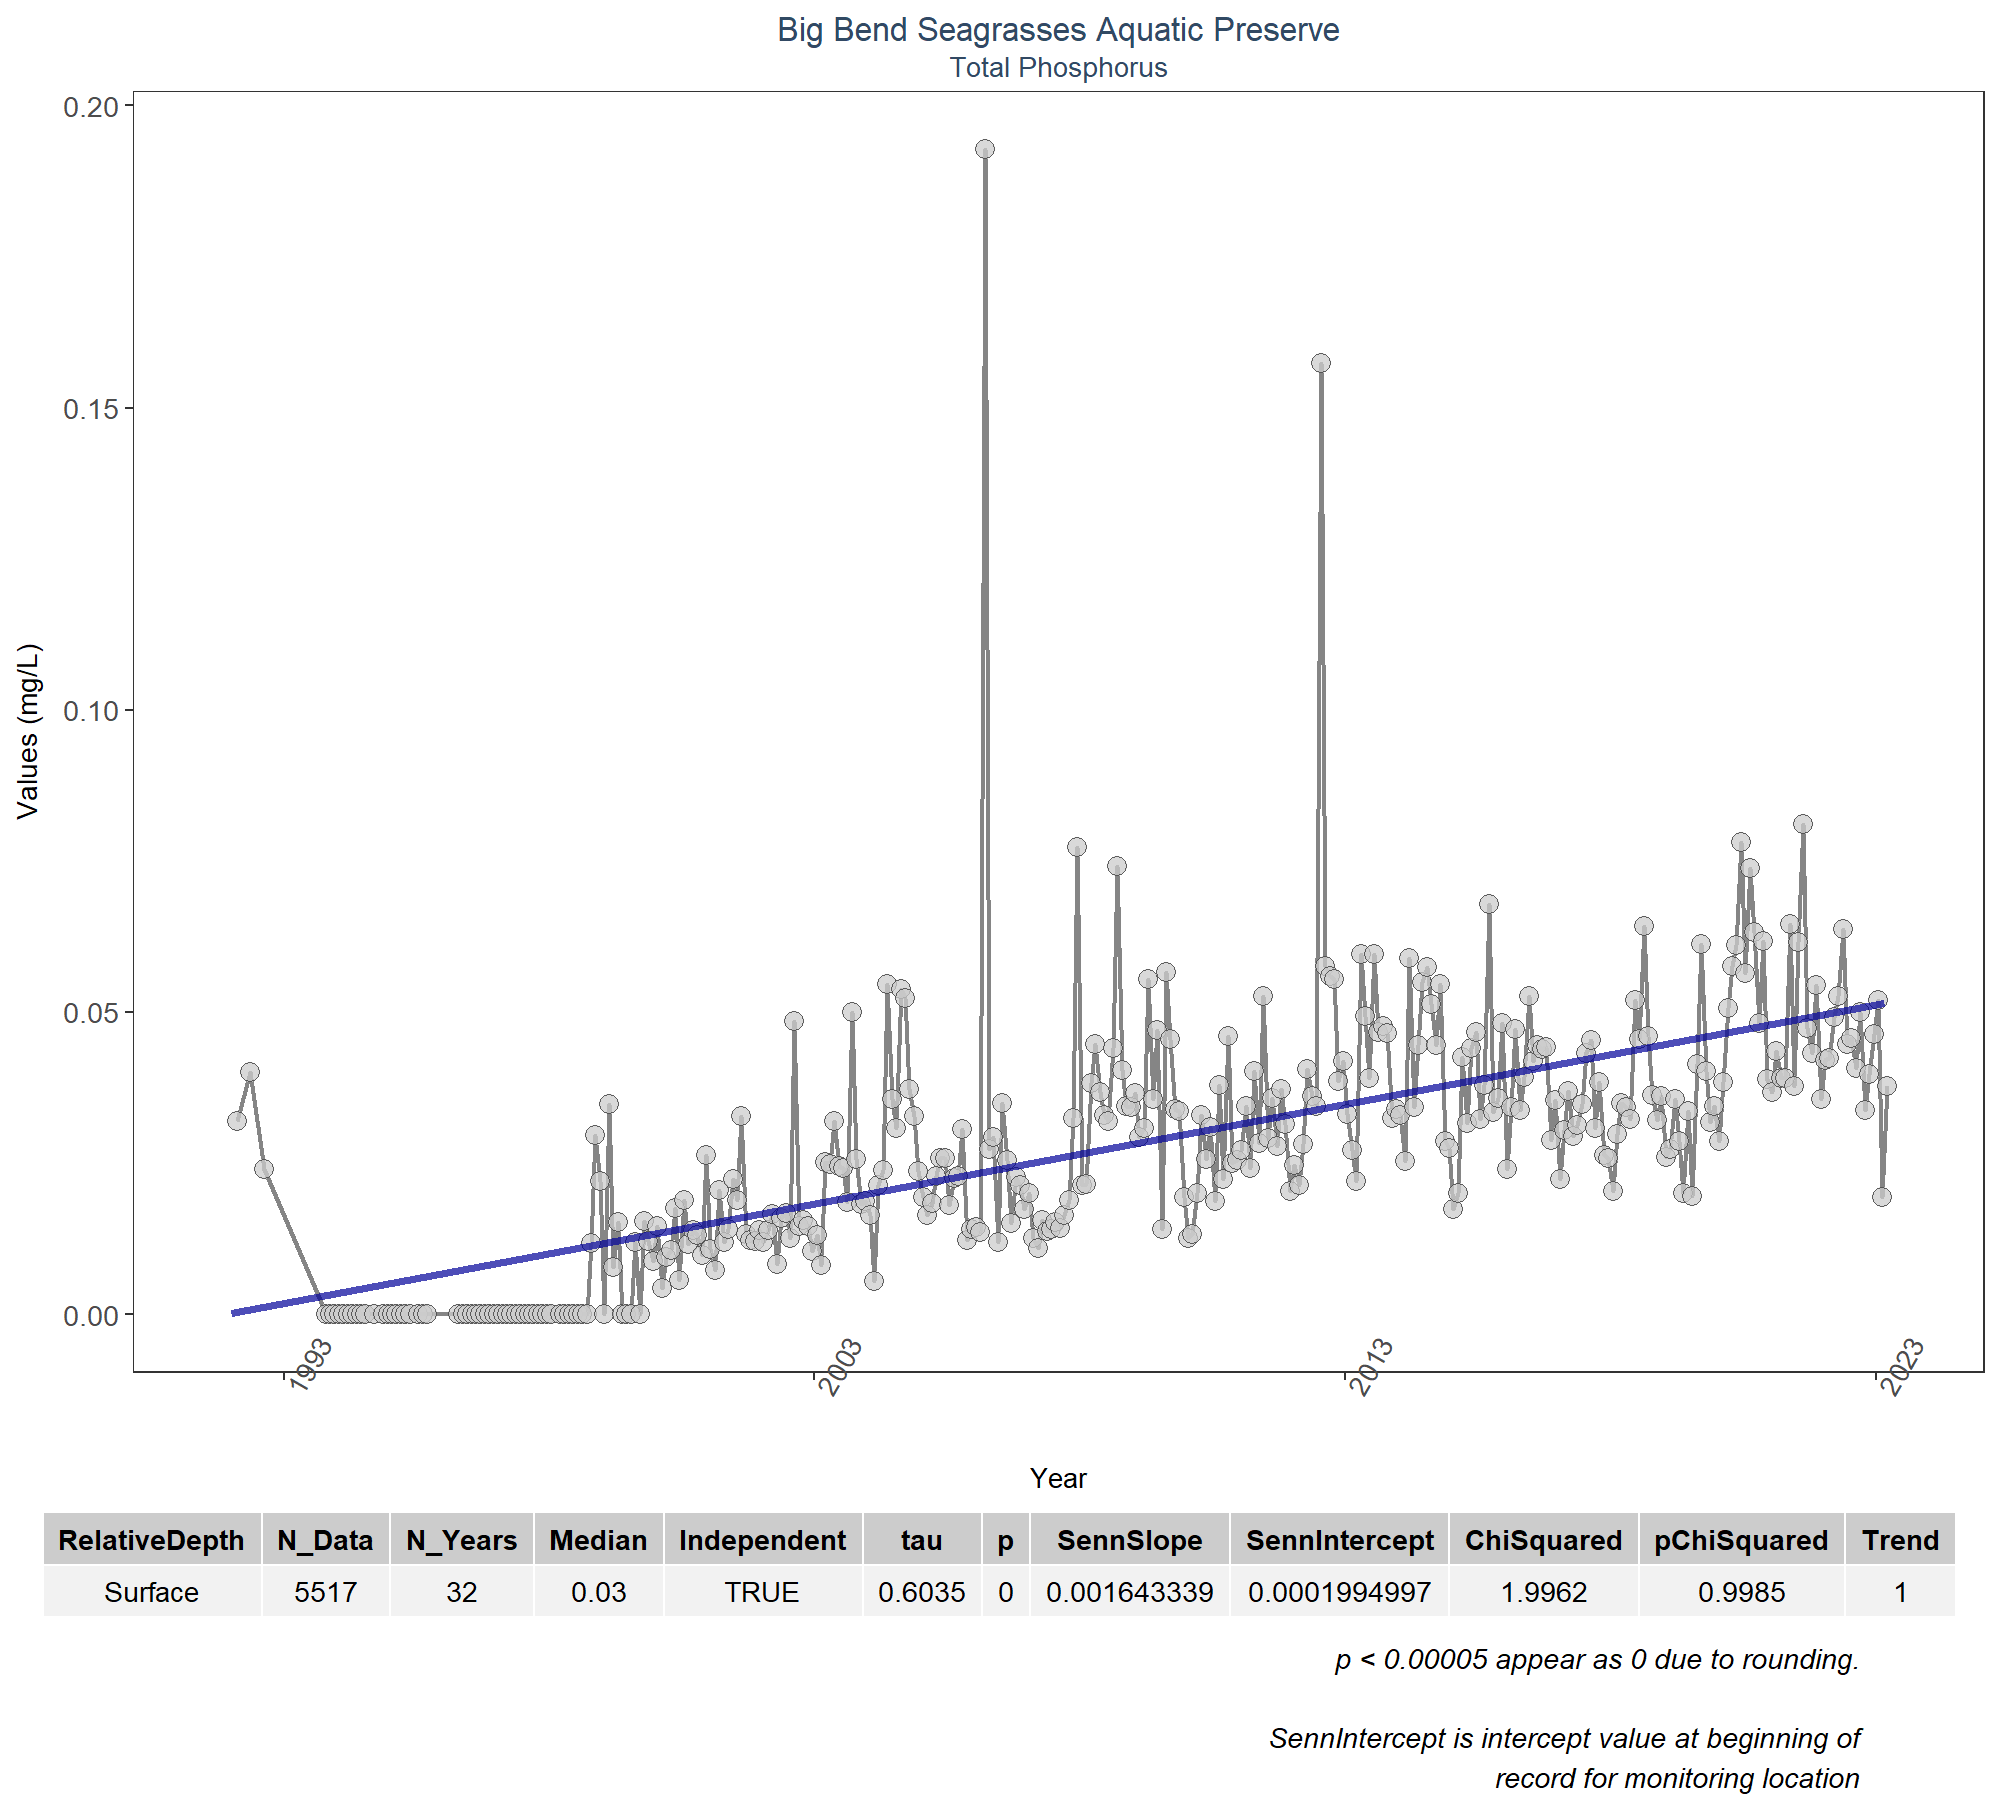 Big Bend Seagrasses Aquatic Preserve
Total Phosphorus
0.20
0.15
0.10
0.05
0.00
Values (mg/L)
1993
2003
2013
2023
Year
RelativeDepth N_Data N_Years Median Independent tau p SennSlope SennIntercept ChiSquared pChiSquared Trend
Surface 5517 32 0.03 TRUE 0.6035 0 0.001643339 0.0001994997 1.9962 0.9985 1
p < 0.00005 appear as 0 due to rounding.
SennIntercept is intercept value at beginning of
record for monitoring location